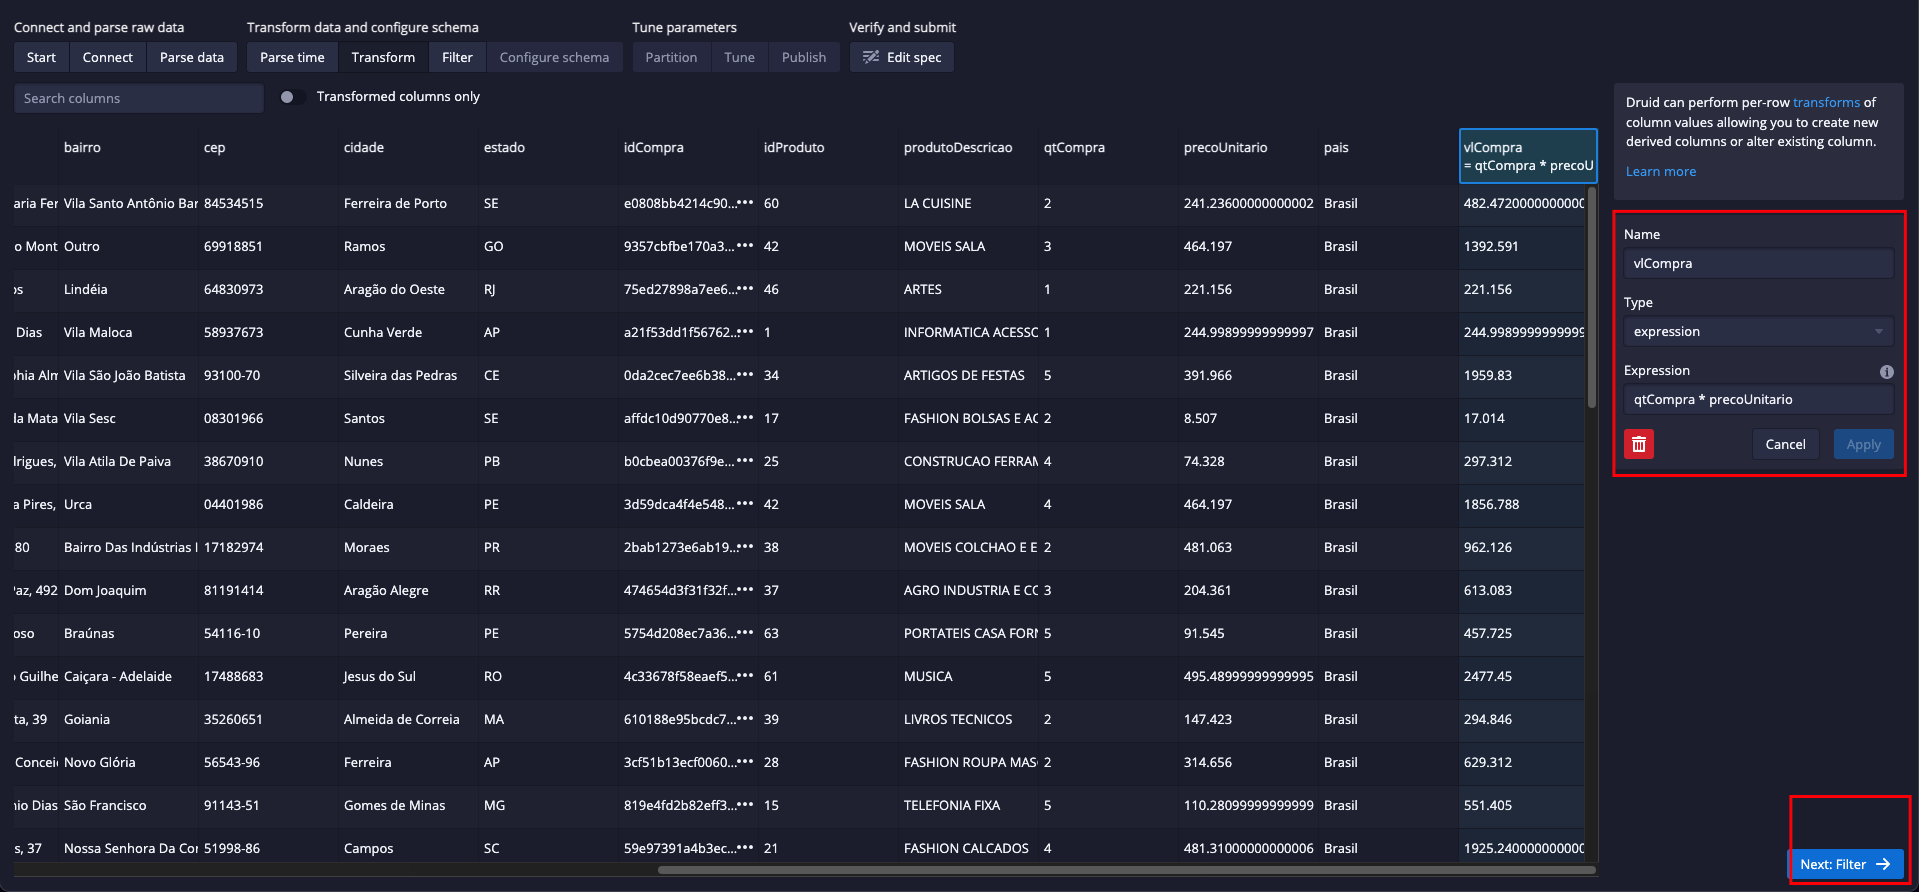 Connect and parse raw data Transform data and configure schema Tune parameters Verify and submit
Start Connect Parse data Parse time Transform Filter Configure schema Partition Tune Publish Edit spec
Search columns Transformed columns only
Druid can perform per-row transforms of
column values allowing you to create new
derived columns or alter existing column.
Learn more
bairro cep cidade estado idCompra idProduto produtoDescricao qtCompra precoUnitario pais vlCompra
= qtCompra * precoU
aria Fer Vila Santo Antônio Bar 84534515 Ferreira de Porto SE e0808bb4214c90...••• 60 LA CUISINE 2 241.23600000000002 Brasil 482.4720000000000
o Mont Outro 69918851 Ramos GO 9357cbfbe170a3...••• 42 MOVEIS SALA 3 464.197 Brasil 1392.591
os Lindéia 64830973 Aragão do Oeste RJ 75ed27898a7ee6...••• 46 ARTES 1 221.156 Brasil 221.156
Dias Vila Maloca 58937673 Cunha Verde AP a21f53dd1f56762...••• 1 INFORMATICA ACESSO 1 244.99899999999997 Brasil 244.9989999999999
ohia Alm Vila São João Batista 93100-70 Silveira das Pedras CE 0da2cec7ee6b38...••• 34 ARTIGOS DE FESTAS 5 391.966 Brasil 1959.83
da Mata Vila Sesc 08301966 Santos SE affdc10d90770e8...••• 17 FASHION BOLSAS E AC 2 8.507 Brasil 17.014
drigues, Vila Atila De Paiva 38670910 Nunes PB b0cbea00376f9e...••• 25 CONSTRUCAO FERRAM 4 74.328 Brasil 297.312
a Pires, Urca 04401986 Caldeira PE 3d59dca4f4e548...••• 42 MOVEIS SALA 4 464.197 Brasil 1856.788
80 Bairro Das Indústrias I 17182974 Moraes PR 2bab1273e6ab19...••• 38 MOVEIS COLCHAO E E 2 481.063 Brasil 962.126
Paz, 492 Dom Joaquim 81191414 Aragão Alegre RR 474654d3f31f32f...••• 37 AGRO INDUSTRIA E CO 3 204.361 Brasil 613.083
oso Braúnas 54116-10 Pereira PE 5754d208ec7a36...••• 63 PORTATEIS CASA FORN 5 91.545 Brasil 457.725
o Guilhe Caiçara - Adelaide 17488683 Jesus do Sul RO 4c33678f58eaef5...••• 61 MUSICA 5 495.48999999999995 Brasil 2477.45
ta, 39 Goiania 35260651 Almeida de Correia MA 610188e95bcdc7...••• 39 LIVROS TECNICOS 2 147.423 Brasil 294.846
Concei Novo Glória 56543-96 Ferreira AP 3cf51b13ecf0060...••• 28 FASHION ROUPA MAS 2 314.656 Brasil 629.312
nio Dias São Francisco 91143-51 Gomes de Minas MG 819e4fd2b82eff3...••• 15 TELEFONIA FIXA 5 110.28099999999999 Brasil 551.405
s, 37 Nossa Senhora Da Cor 51998-86 Campos SC 59e97391a4b3ec...••• 21 FASHION CALCADOS 4 481.31000000000006 Brasil 1925.240000000000
Name
vlCompra
Type
expression
Expression
qtCompra * precoUnitario
Cancel Apply
Next: Filter